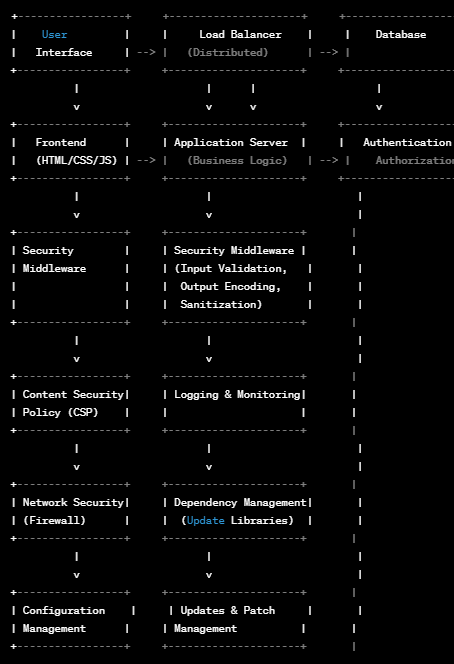 +-----------------+     +---------------------+     +-----------------
|    User         |     |     Load Balancer   |     |    Database
|   Interface     | --> |   (Distributed)     | --> |
+-----------------+     +---------------------+     +-----------------
          |                    |      |                   |
          v                    v      v                   v
+-----------------+     +---------------------+     +-----------------
|   Frontend      |     | Application Server  |     |  Authentication
|   (HTML/CSS/JS) | --> |   (Business Logic)  | --> |    Authorization
+-----------------+     +---------------------+     +-----------------
          |                    |                       |
          v                    v                       |
+-----------------+     +---------------------+       |
| Security        |     | Security Middleware |       |
| Middleware      |     | (Input Validation,   |       |
|                 |     |  Output Encoding,    |       |
|                 |     |  Sanitization)       |       |
+-----------------+     +---------------------+       |
          |                    |                       |
          v                    v                       |
+-----------------+     +---------------------+       |
| Content Security|     | Logging & Monitoring|       |
| Policy (CSP)    |     |                     |       |
+-----------------+     +---------------------+       |
          |                    |                       |
          v                    v                       |
+-----------------+     +---------------------+       |
| Network Security|     | Dependency Management|       |
| (Firewall)      |     |  (Update Libraries)  |       |
+-----------------+     +---------------------+       |
          |                    |                       |
          v                    v                       |
+-----------------+     +---------------------+       |
| Configuration    |     | Updates & Patch     |       |
| Management      |     | Management          |       |
+-----------------+     +---------------------+       |